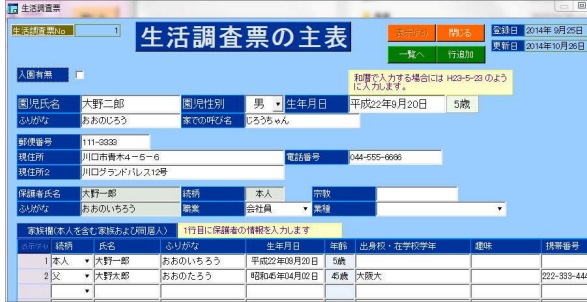 生活調査票
生活調査票No 1
生活調査票の主表
表示ｸﾘｱ 閉じる
一覧へ 行追加
登録日 2014年 9月25日
更新日 2014年10月26日
入園有無
和暦で入力する場合には H23-5-23 のように入力します。
園児氏名 大野二郎 園児性別 男 生年月日 平成22年9月20日 5歳
ふりがな おおのじろう 家での呼び名 じろうちゃん
郵便番号 111-3333
現住所 川口市青木4-5-6 電話番号 044-555-6666
現住所2 川口グランドパレス12号
保護者氏名 大野一郎 続柄 本人 宗教
ふりがな おおのいちろう 職業 会社員 業種
家族欄(本人を含む家族および同居人) 1行目に保護者の情報を入力します
続柄 氏名 ふりがな 生年月日 年齢 出身校・在学校学年 趣味 携帯番号
1 本人 大野一郎 おおのいちろう 平成22年09月20日 5歳
2 父 大野太郎 おおのたろう 昭和45年04月02日 45歳 大阪大 222-333-444